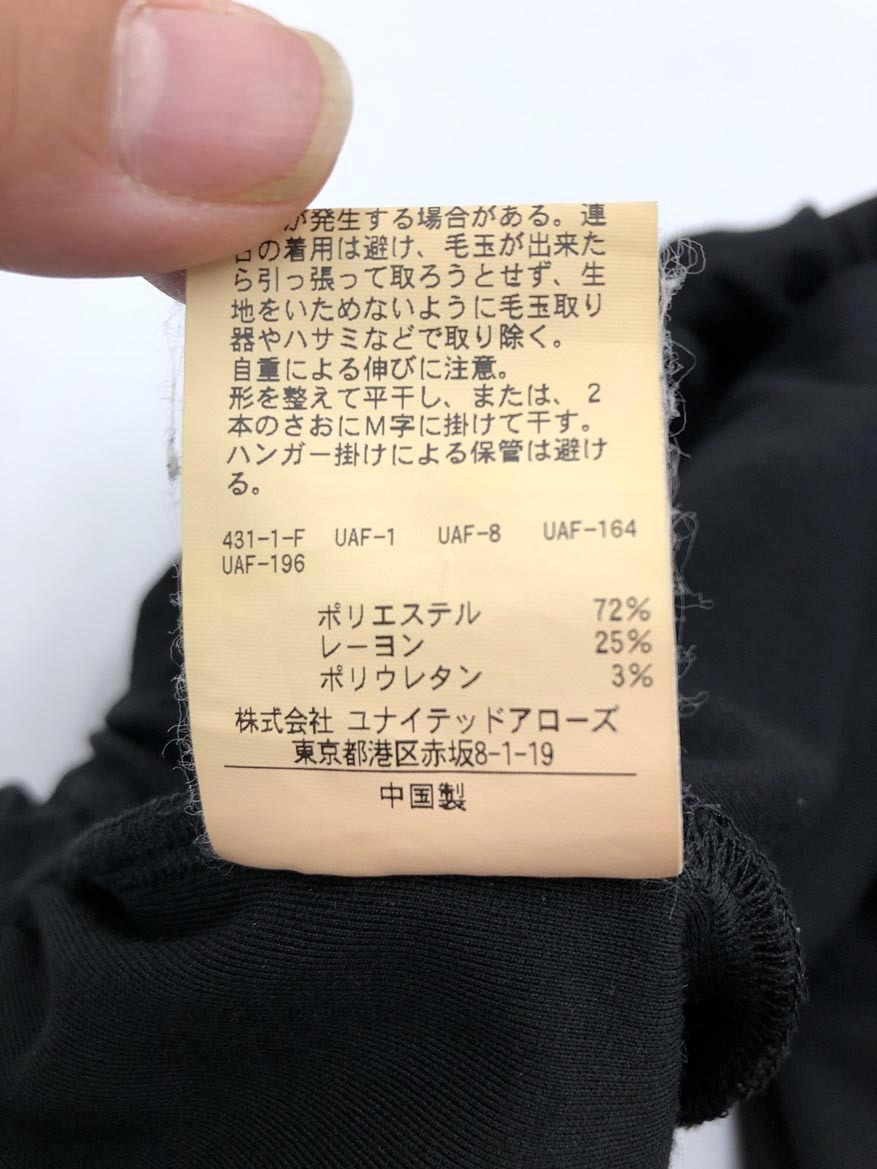 が発生する場合がある。連
の着用は避け、毛玉が出来た
ら引っ張って取ろうとせず、生
地をいためないように毛玉取り
器やハサミなどで取り除く。
自重による伸びに注意。
形を整えて平干し、または、2
本のさおにM字に掛けて干す。
ハンガー掛けによる保管は避け
る。
431-1-F UAF-1 UAF-8 UAF-164
UAF-196
ポリエステル 72%
レーヨン 25%
ポリウレタン 3%
株式会社 ユナイテッドアローズ
東京都港区赤坂8-1-19
中国製